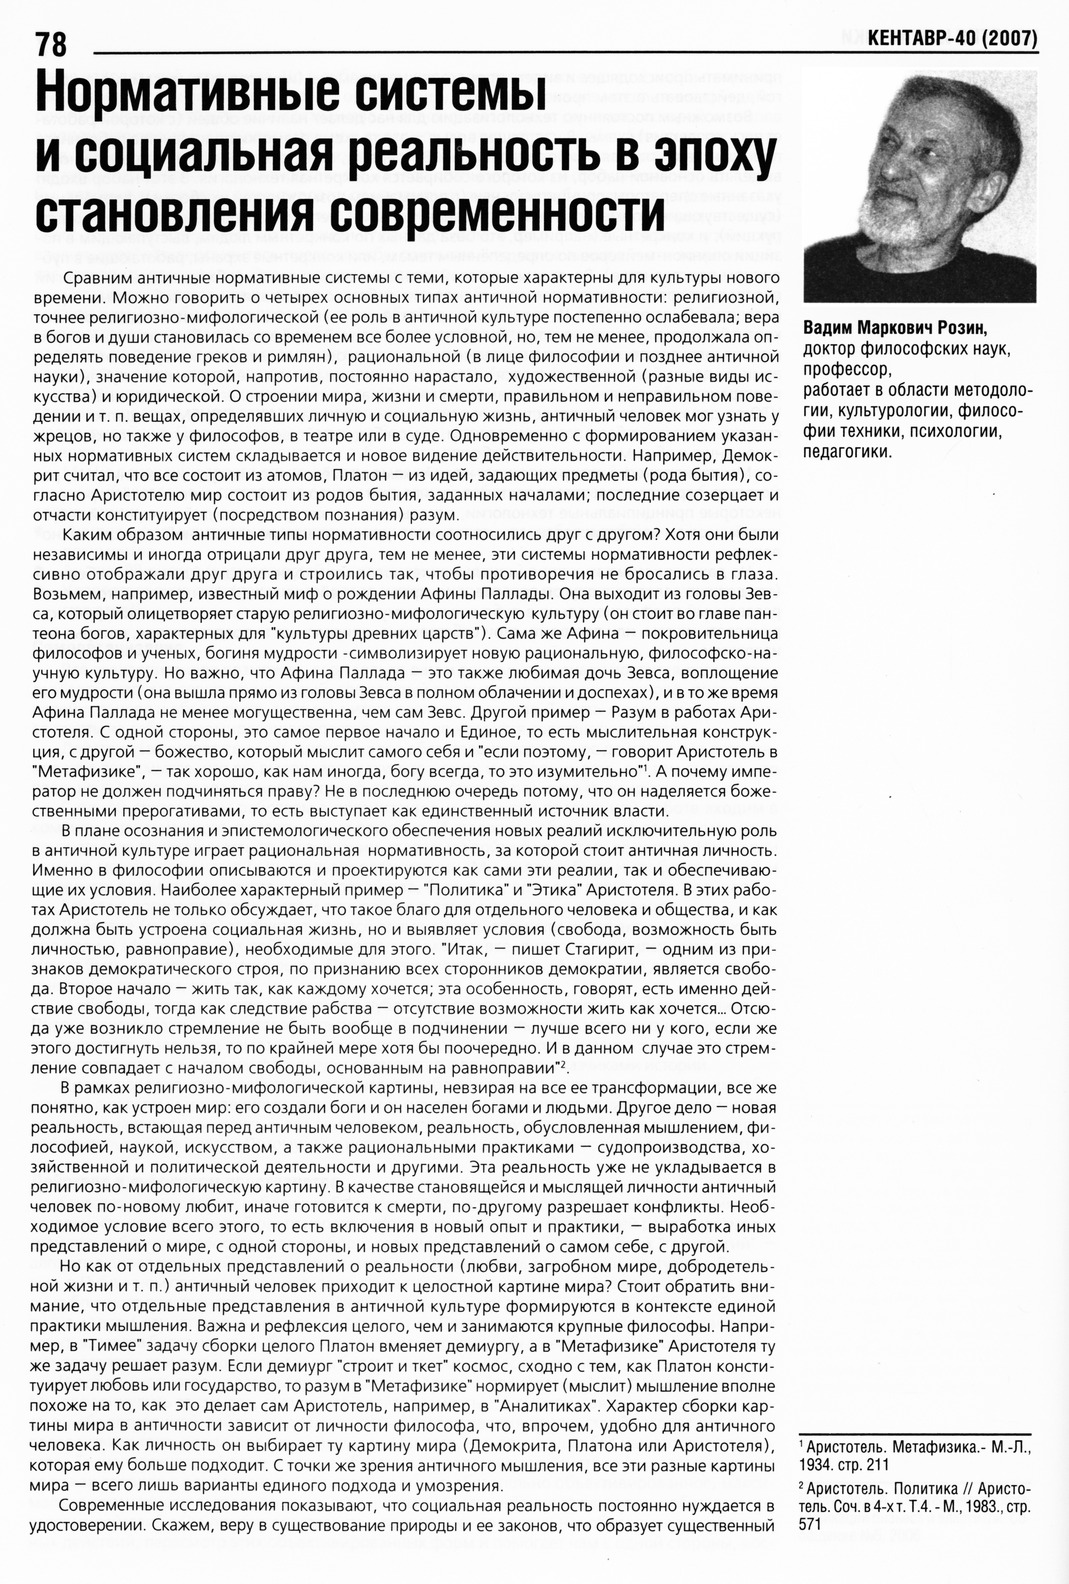 78
КЕНТАВР-40 (2007)
Нормативные системы
и социальная реальность в эпоху
становления современности
Сравним античные нормативные системы с теми, которые характерны для культуры нового
времени. Можно говорить о четырех основных типах античной нормативности: религиозной,
точнее религиозно-мифологической (ее роль в античной культуре постепенно ослабевала; вера
в богов и души становилась со временем все более условной, но, тем не менее, продолжала оп-
ределять поведение греков и римлян), рациональной (в лице философии и позднее античной
науки), значение которой, напротив, постоянно нарастало, художественной (разные виды ис-
кусства) и юридической. О строении мира, жизни и смерти, правильном и неправильном пове-
дении и т. п. вещах, определявших личную и социальную жизнь, античный человек мог узнать у
жрецов, но также у философов, в театре или в суде. Одновременно с формированием указан-
ных нормативных систем складывается и новое видение действительности. Например, Демок-
рит считал, что все состоит из атомов, Платон — из идей, задающих предметы (рода бытия), со-
гласно Аристотелю мир состоит из родов бытия, заданных началами; последние созерцает и
отчасти конституирует (посредством познания) разум.
Каким образом античные типы нормативности соотносились друг с другом? Хотя они были
независимы и иногда отрицали друг друга, тем не менее, эти системы нормативности рефлек-
сивно отображали друг друга и строились так, чтобы противоречия не бросались в глаза.
Возьмем, например, известный миф о рождении Афины Паллады. Она выходит из головы Зев-
са, который олицетворяет старую религиозно-мифологическую культуру (он стоит во главе пан-
теона богов, характерных для "культуры древних царств"). Сама же Афина — покровительница
философов и ученых, богиня мудрости -символизирует новую рациональную, философско-на-
учную культуру. Но важно, что Афина Паллада — это также любимая дочь Зевса, воплощение
его мудрости (она вышла прямо из головы Зевса в полном облачении и доспехах), и в то же время
Афина Паллада не менее могущественна, чем сам Зевс. Другой пример — Разум в работах Ари-
стотеля. С одной стороны, это самое первое начало и Единое, то есть мыслительная конструк-
ция, с другой — божество, который мыслит самого себя и "если поэтому, — говорит Аристотель в
"Метафизике", — так хорошо, как нам иногда, богу всегда, то это изумительно"¹. А почему импе-
ратор не должен подчиняться праву? Не в последнюю очередь потому, что он наделяется боже-
ственными прерогативами, то есть выступает как единственный источник власти.
В плане осознания и эпистемологического обеспечения новых реалий исключительную роль
в античной культуре играет рациональная нормативность, за которой стоит античная личность.
Именно в философии описываются и проектируются как сами эти реалии, так и обеспечиваю-
щие их условия. Наиболее характерный пример — "Политика" и "Этика" Аристотеля. В этих рабо-
тах Аристотель не только обсуждает, что такое благо для отдельного человека и общества, и как
должна быть устроена социальная жизнь, но и выявляет условия (свобода, возможность быть
личностью, равноправие), необходимые для этого. "Итак, — пишет Стагирит, — одним из при-
знаков демократического строя, по признанию всех сторонников демократии, является свобо-
да. Второе начало — жить так, как каждому хочется; эта особенность, говорят, есть именно дей-
ствие свободы, тогда как следствие рабства — отсутствие возможности жить как хочется... Отсю-
да уже возникло стремление не быть вообще в подчинении — лучше всего ни у кого, если же
этого достигнуть нельзя, то по крайней мере хотя бы поочередно. И в данном случае это стрем-
ление совпадает с началом свободы, основанным на равноправии"².
В рамках религиозно-мифологической картины, невзирая на все ее трансформации, все же
понятно, как устроен мир: его создали боги и он населен богами и людьми. Другое дело — новая
реальность, встающая перед античным человеком, реальность, обусловленная мышлением, фи-
лософией, наукой, искусством, а также рациональными практиками — судопроизводства, хо-
зяйственной и политической деятельности и другими. Эта реальность уже не укладывается в
религиозно-мифологическую картину. В качестве становящейся и мыслящей личности античный
человек по-новому любит, иначе готовится к смерти, по-другому разрешает конфликты. Необ-
ходимое условие всего этого, то есть включения в новый опыт и практики, — выработка иных
представлений о мире, с одной стороны, и новых представлений о самом себе, с другой.
Но как от отдельных представлений о реальности (любви, загробном мире, добродетель-
ной жизни и т. п.) античный человек приходит к целостной картине мира? Стоит обратить вни-
мание, что отдельные представления в античной культуре формируются в контексте единой
практики мышления. Важна и рефлексия целого, чем и занимаются крупные философы. Напри-
мер, в "Тимее" задачу сборки целого Платон вменяет демиургу, а в "Метафизике" Аристотеля ту
же задачу решает разум. Если демиург "строит и ткет" космос, сходно с тем, как Платон консти-
туирует любовь или государство, то разум в "Метафизике" нормирует (мыслит) мышление вполне
похоже на то, как это делает сам Аристотель, например, в "Аналитиках". Характер сборки кар-
тины мира в античности зависит от личности философа, что, впрочем, удобно для античного
человека. Как личность он выбирает ту картину мира (Демокрита, Платона или Аристотеля),
которая ему больше подходит. С точки же зрения античного мышления, все эти разные картины
мира — всего лишь варианты единого подхода и умозрения.
Современные исследования показывают, что социальная реальность постоянно нуждается в
удостоверении. Скажем, веру в существование природы и ее законов, что образует существенный
Вадим Маркович Розин,
доктор философских наук,
профессор,
работает в области методоло-
гии, культурологии, филосо-
фии техники, психологии,
педагогики.
¹ Аристотель. Метафизика.- М.-Л.,
1934. стр. 211
² Аристотель. Политика // Аристо-
тель. Соч. в 4-х т. Т.4. - М., 1983., стр.
571